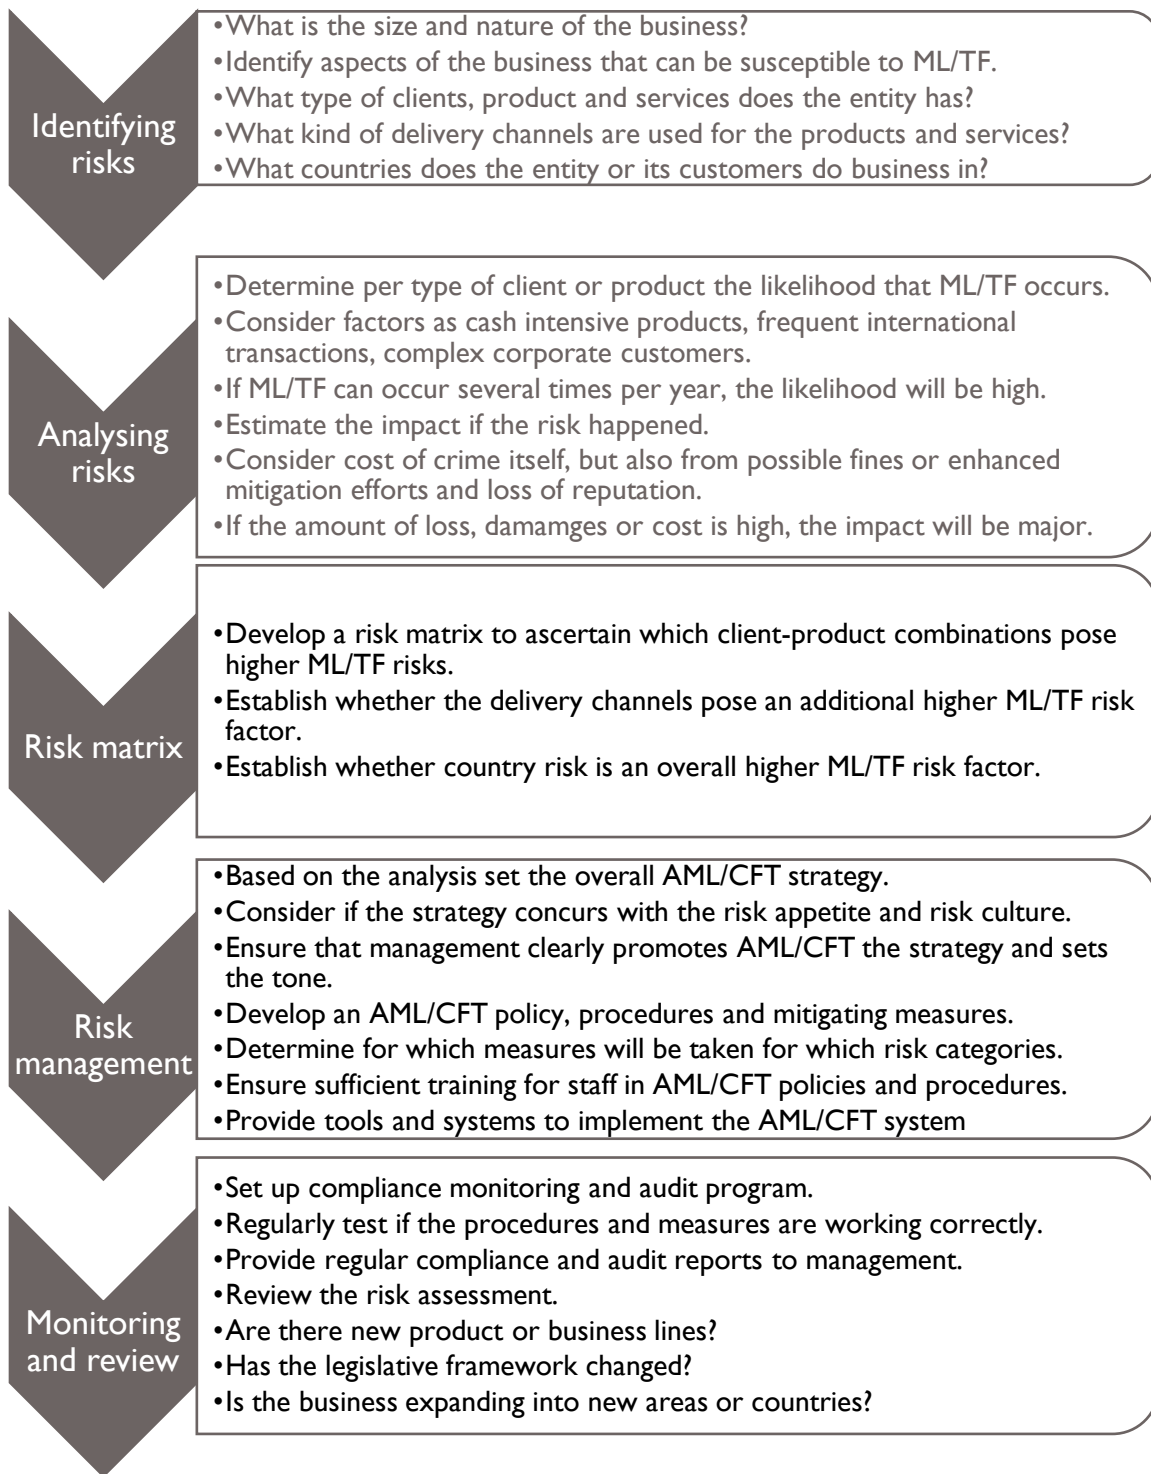 Identifying
risks
•What is the size and nature of the business?
•Identify aspects of the business that can be susceptible to ML/TF.
•What type of clients, product and services does the entity has?
•What kind of delivery channels are used for the products and services?
•What countries does the entity or its customers do business in?
Analysing
risks
•Determine per type of client or product the likelihood that ML/TF occurs.
•Consider factors as cash intensive products, frequent international
transactions, complex corporate customers.
•If ML/TF can occur several times per year, the likelihood will be high.
•Estimate the impact if the risk happened.
•Consider cost of crime itself, but also from possible fines or enhanced
mitigation efforts and loss of reputation.
•If the amount of loss, damamges or cost is high, the impact will be major.
Risk matrix
•Develop a risk matrix to ascertain which client-product combinations pose
higher ML/TF risks.
•Establish whether the delivery channels pose an additional higher ML/TF risk
factor.
•Establish whether country risk is an overall higher ML/TF risk factor.
Risk
management
•Based on the analysis set the overall AML/CFT strategy.
•Consider if the strategy concurs with the risk appetite and risk culture.
•Ensure that management clearly promotes AML/CFT the strategy and sets
the tone.
•Develop an AML/CFT policy, procedures and mitigating measures.
•Determine for which measures will be taken for which risk categories.
•Ensure sufficient training for staff in AML/CFT policies and procedures.
•Provide tools and systems to implement the AML/CFT system
Monitoring
and review
•Set up compliance monitoring and audit program.
•Regularly test if the procedures and measures are working correctly.
•Provide regular compliance and audit reports to management.
•Review the risk assessment.
•Are there new product or business lines?
•Has the legislative framework changed?
•Is the business expanding into new areas or countries?